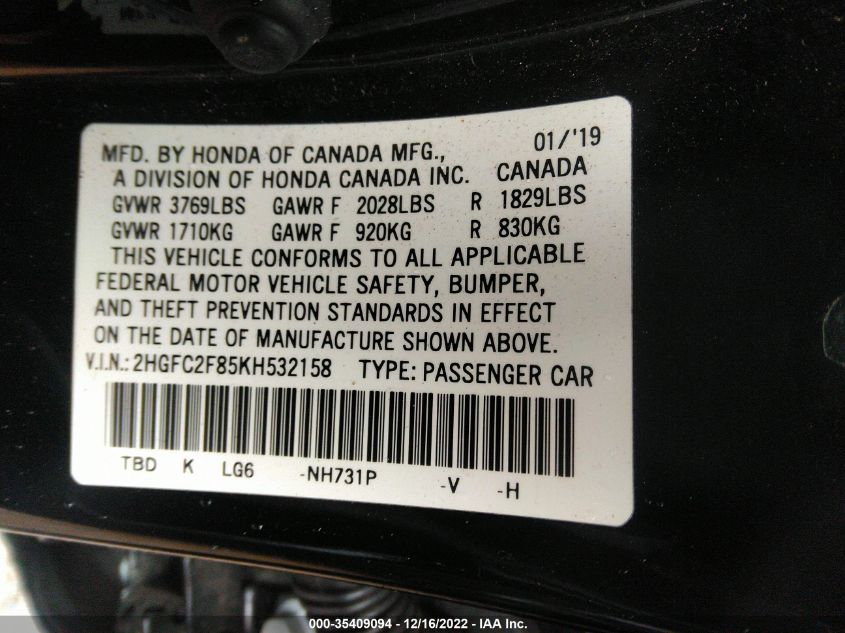 MFD. BY HONDA OF CANADA MFG., 01/'19
A DIVISION OF HONDA CANADA INC. CANADA
GVWR 3769LBS GAWR F 2028LBS R 1829LBS
GVWR 1710KG GAWR F 920KG R 830KG
THIS VEHICLE CONFORMS TO ALL APPLICABLE
FEDERAL MOTOR VEHICLE SAFETY, BUMPER,
AND THEFT PREVENTION STANDARDS IN EFFECT
ON THE DATE OF MANUFACTURE SHOWN ABOVE.
V.I.N.: 2HGFC2F85KH532158 TYPE: PASSENGER CAR
TBD K LG6 -NH731P -V -H
000-35409094 - 12/16/2022 - IAA Inc.